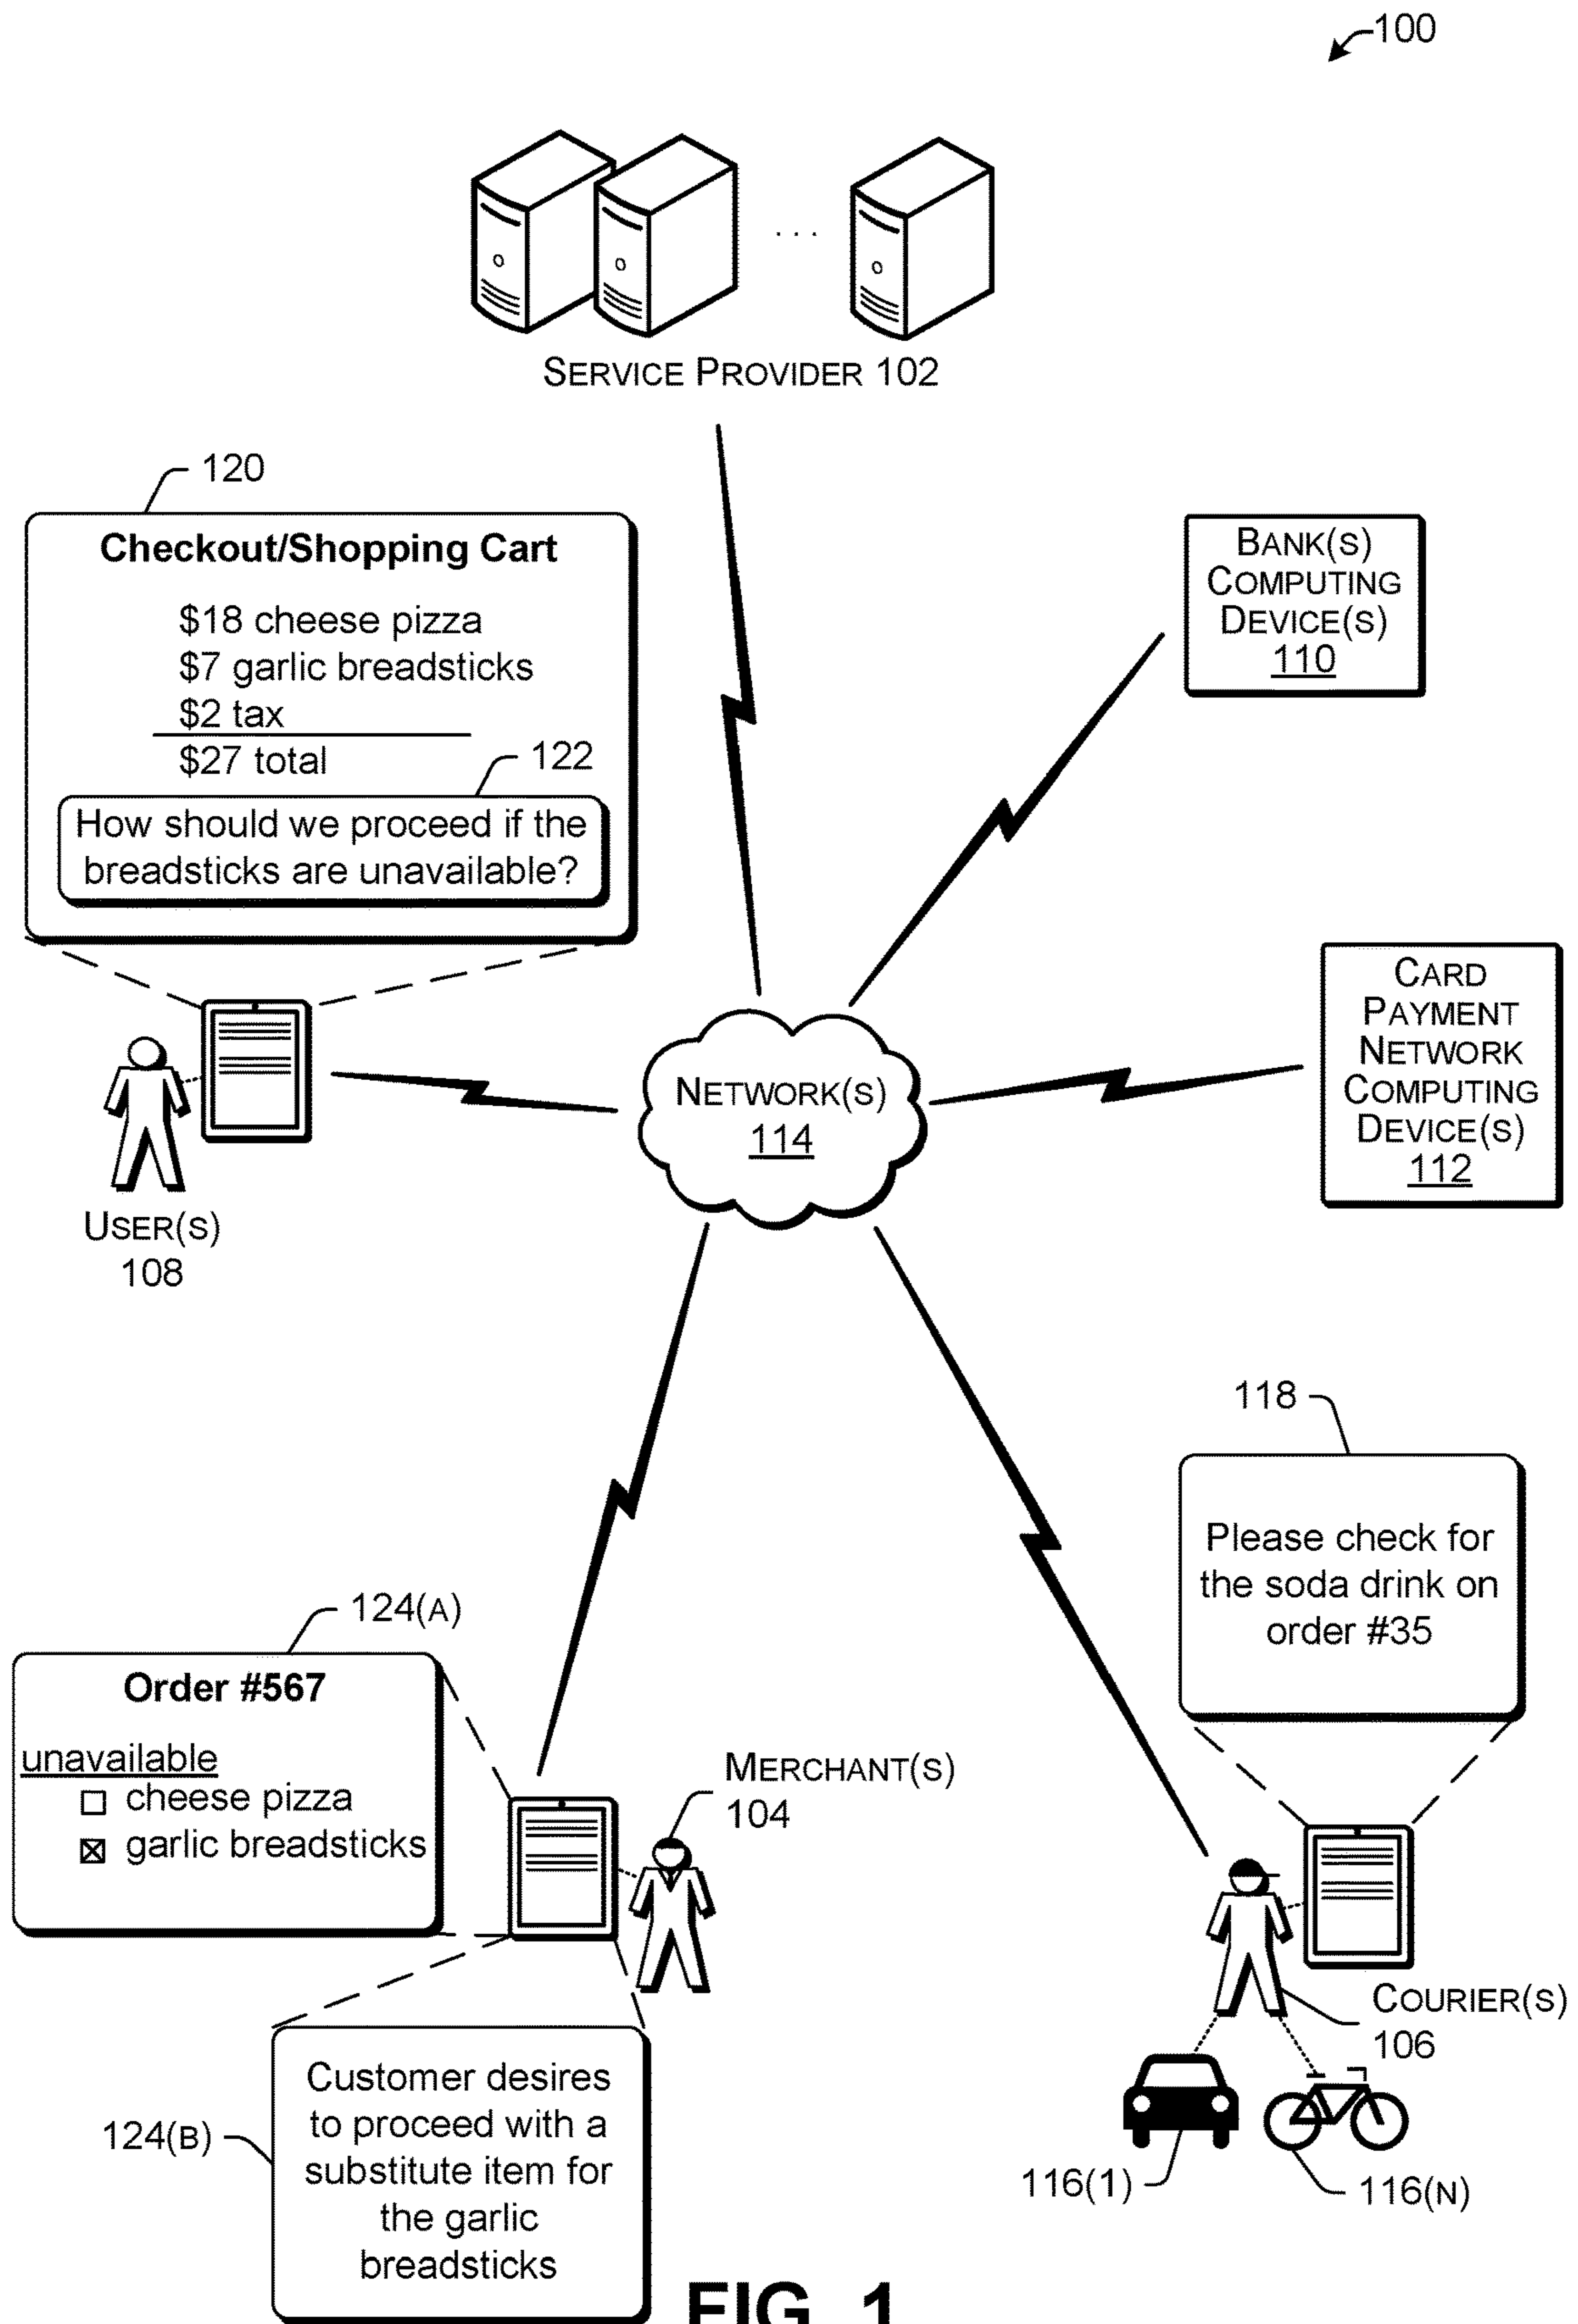 100
SERVICE PROVIDER 102
120
Checkout/Shopping Cart
$18 cheese pizza
$7 garlic breadsticks
$2 tax
$27 total
122
How should we proceed if the
breadsticks are unavailable?
BANK(S)
COMPUTING
DEVICE(S)
110
CARD
PAYMENT
NETWORK
COMPUTING
DEVICE(S)
112
NETWORK(S)
114
USER(S)
108
118
Please check for
the soda drink on
order #35
124(A)
Order #567
unavailable
cheese pizza
garlic breadsticks
MERCHANT(S)
104
COURIER(S)
106
124(B)
Customer desires
to proceed with a
substitute item for
the garlic
breadsticks
116(1)
116(N)
FIG. 1